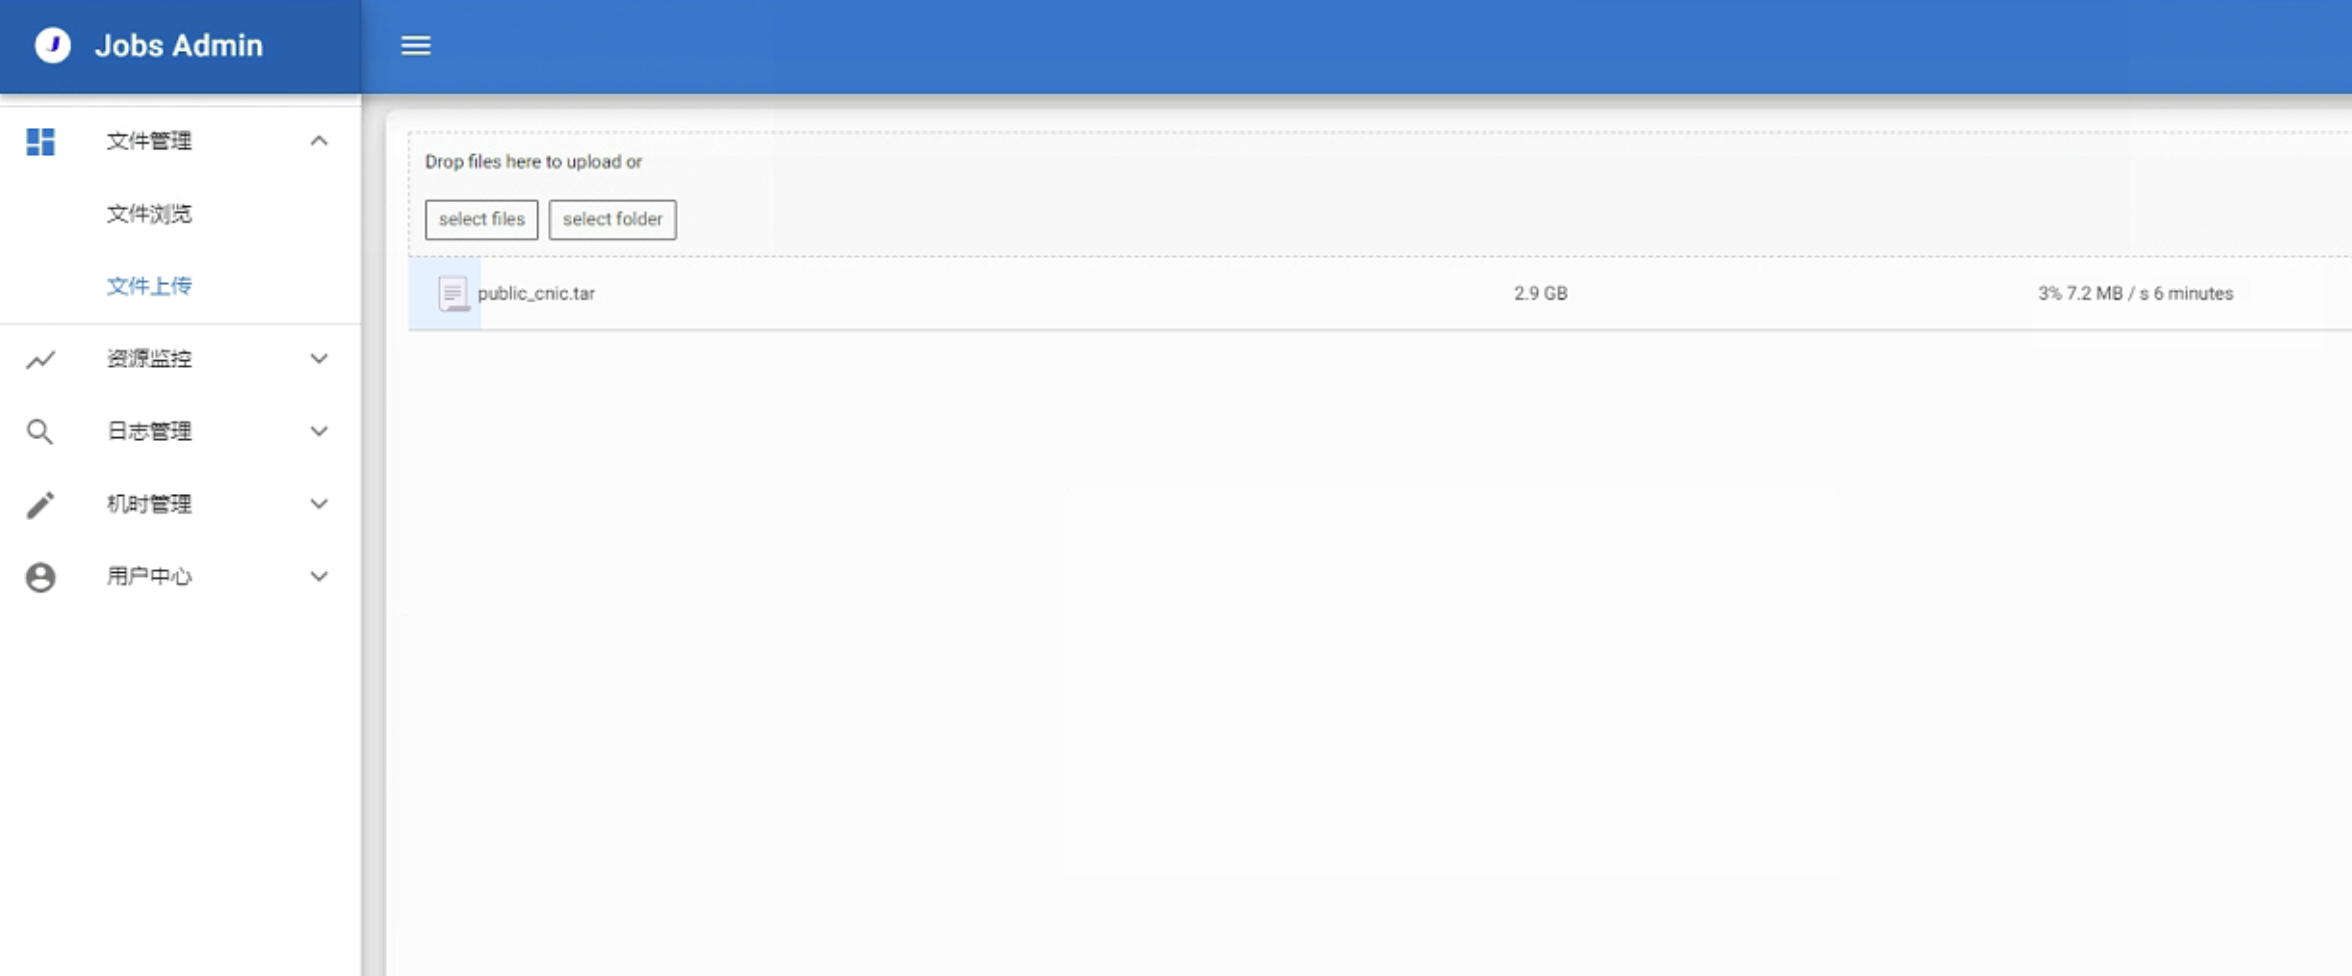 J Jobs Admin
文件管理
文件浏览
文件上传
资源监控
日志管理
机时管理
用户中心
Drop files here to upload or
select files select folder
public_cnic.tar 2.9 GB 3% 7.2 MB / s 6 minutes